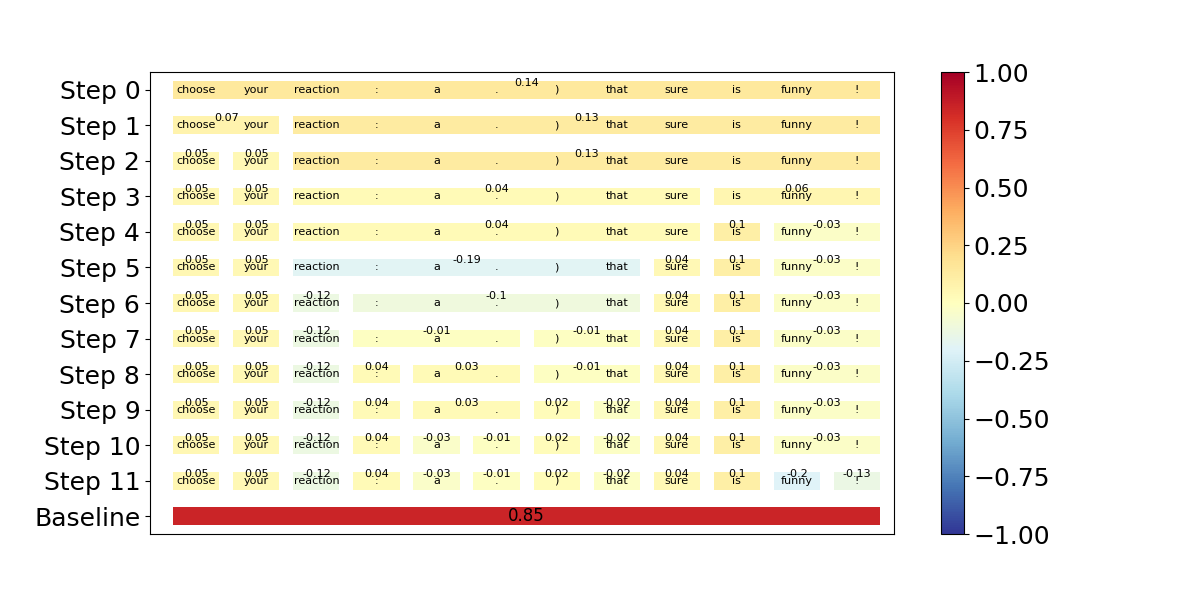 Step 0 choose your reaction : a . ) that sure is funny ! 0.14
Step 1 choose your 0.07 reaction : a . ) that sure is funny ! 0.13
Step 2 choose 0.05 your 0.05 reaction : a . ) that sure is funny ! 0.13
Step 3 choose 0.05 your 0.05 reaction : a . ) that sure 0.04 is funny ! 0.06
Step 4 choose 0.05 your 0.05 reaction : a . ) that sure 0.04 is 0.1 funny ! -0.03
Step 5 choose 0.05 your 0.05 reaction : a . ) that -0.19 sure 0.04 is 0.1 funny ! -0.03
Step 6 choose 0.05 your 0.05 reaction -0.12 : a . ) that -0.1 sure 0.04 is 0.1 funny ! -0.03
Step 7 choose 0.05 your 0.05 reaction -0.12 : a . -0.01 ) that -0.01 sure 0.04 is 0.1 funny ! -0.03
Step 8 choose 0.05 your 0.05 reaction -0.12 : 0.04 a . 0.03 ) that -0.01 sure 0.04 is 0.1 funny ! -0.03
Step 9 choose 0.05 your 0.05 reaction -0.12 : 0.04 a . 0.03 ) 0.02 that -0.02 sure 0.04 is 0.1 funny ! -0.03
Step 10 choose 0.05 your 0.05 reaction -0.12 : 0.04 a -0.03 . -0.01 ) 0.02 that -0.02 sure 0.04 is 0.1 funny ! -0.03
Step 11 choose 0.05 your 0.05 reaction -0.12 : 0.04 a -0.03 . -0.01 ) 0.02 that -0.02 sure 0.04 is 0.1 funny -0.2 ! -0.13
Baseline 0.85
1.00
0.75
0.50
0.25
0.00
−0.25
−0.50
−0.75
−1.00